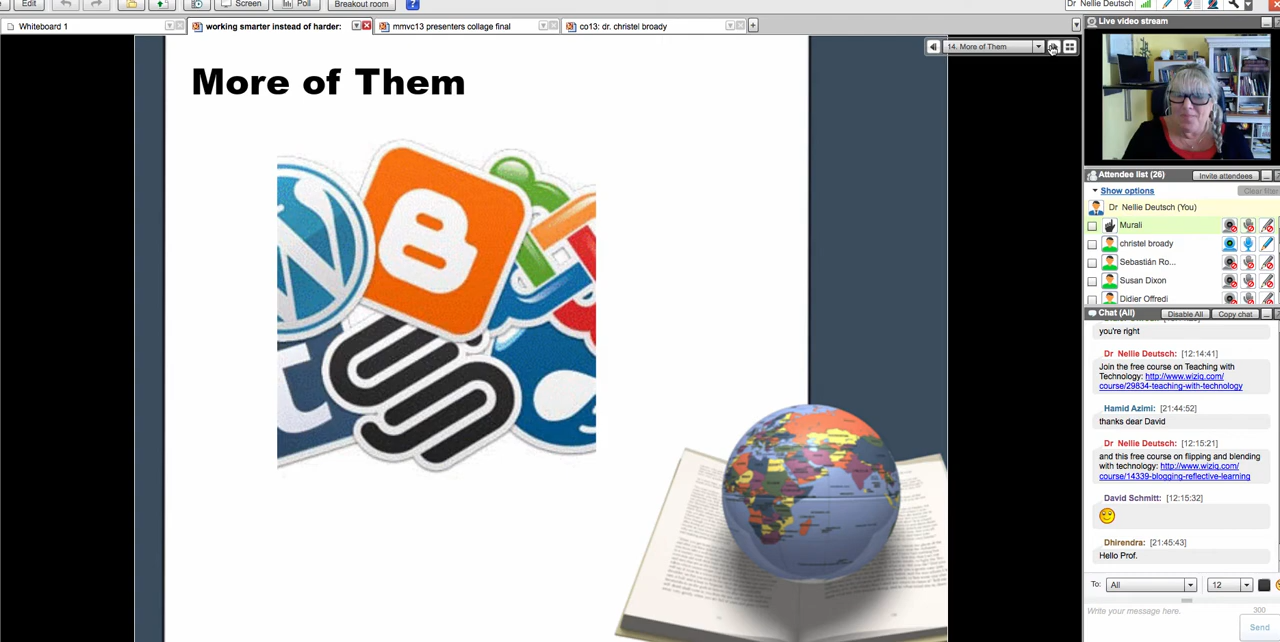 Edit
Screen
Poll
Breakout room
?
Dr Nellie Deutsch
Whiteboard 1
working smarter instead of harder:
mmvc13 presenters collage final
co13: dr. christel broady
14. More of Them
More of Them
Live video stream
Attendee list (26)
Invite attendees
Show options
Clear filter
Dr Nellie Deutsch (You)
Murali
christel broady
Sebastián Ro...
Susan Dixon
Didier Offredi
Chat (All)
Disable All
Copy chat
you're right
Dr Nellie Deutsch: [12:14:41]
Join the free course on Teaching with
Technology: http://www.wiziq.com/
course/29834-teaching-with-technology
Hamid Azimi: [21:44:52]
thanks dear David
Dr Nellie Deutsch: [12:15:21]
and this free course on flipping and blending
with technology: http://www.wiziq.com/
course/14339-blogging-reflective-learning
David Schmitt: [12:15:32]
Dhirendra: [21:45:43]
Hello Prof.
To:
All
12
Write your message here.
300
Send